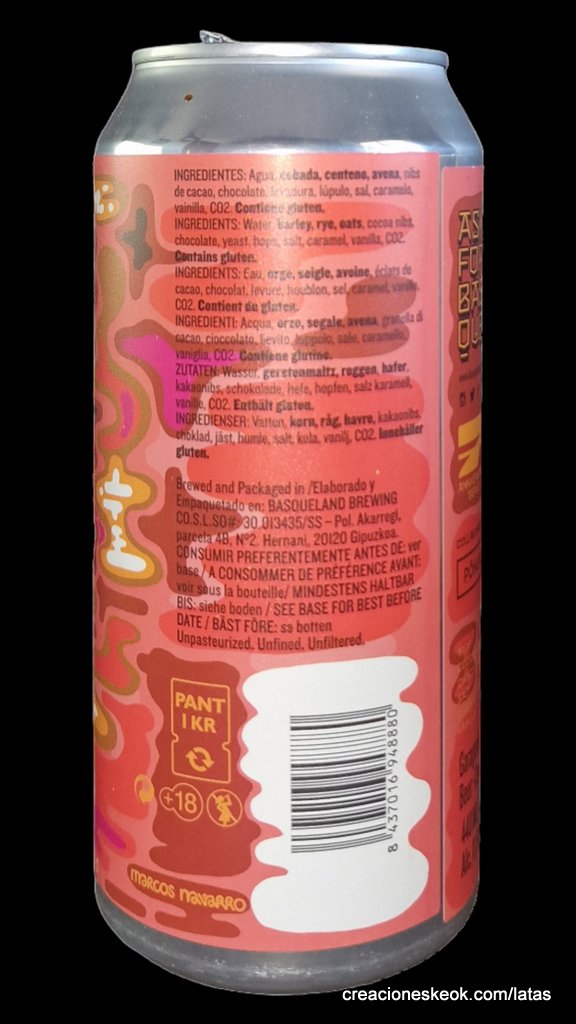 INGREDIENTES: Agua, cebada, centeno, avena, nibs
de cacao, chocolate, levadura, lúpulo, sal, caramelo,
vainilla, CO2. Contiene gluten.
INGREDIENTS: Water, barley, rye, oats, cocoa nibs,
chocolate, yeast, hops, salt, caramel, vanilla, CO2.
Contains gluten.
INGRÉDIENTS: Eau, orge, seigle, avoine, éclats de
cacao, chocolat, levure, houblon, sel, caramel, vanille,
CO2. Contient du gluten.
INGREDIENTI: Acqua, orzo, segale, avena, granella di
cacao, cioccolato, lievito, luppolo, sale, caramello,
vaniglia, CO2. Contiene glutine.
ZUTATEN: Wasser, gerstenmaltz, roggen, hafer,
kakaonibs, schokolade, hefe, hopfen, salz karamel,
vanille, CO2. Enthält gluten.
INGREDIENSER: Vatten, korn, råg, havre, kakaonibs,
choklad, jäst, humle, salt, kola, vanilj, CO2. Innehåller
gluten.
Brewed and Packaged in /Elaborado y
Empaquetado en: BASQUELAND BREWING
CO.S.L.SO#: 30.013435/SS – Pol. Akarregi,
parcela 4B, Nº2. Hernani, 20120 Gipuzkoa.
CONSUMIR PREFERENTEMENTE ANTES DE: ver
base / A CONSOMMER DE PRÉFÉRENCE AVANT:
voir sous la bouteille/ MINDESTENS HALTBAR
BIS: siehe boden / SEE BASE FOR BEST BEFORE
DATE / BÄST FÖRE: se botten
Unpasteurized, Unfined, Unfiltered.
PANT
1 KR
+18
8 437016 948880
MARCOS NAVARRO
creacioneskeok.com/latas